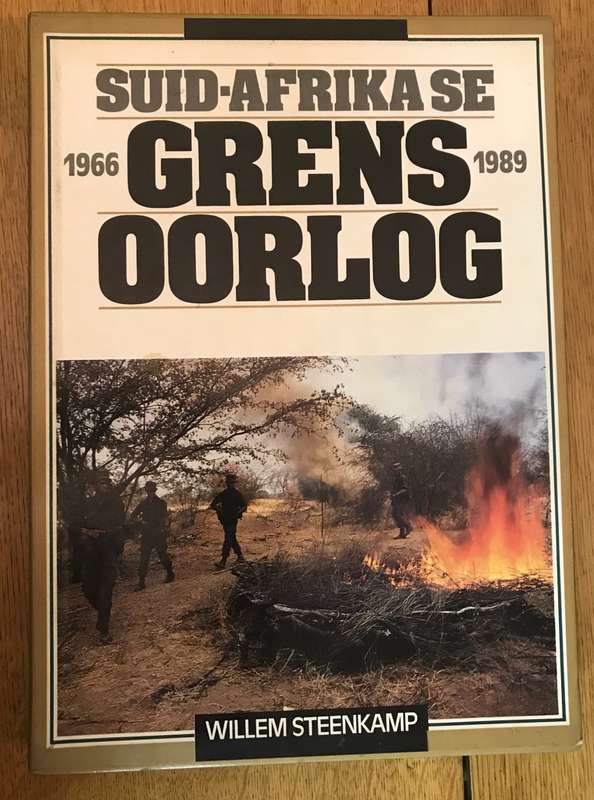 SUID-AFRIKA SE
1966 GRENS 1989
OORLOG
WILLEM STEENKAMP